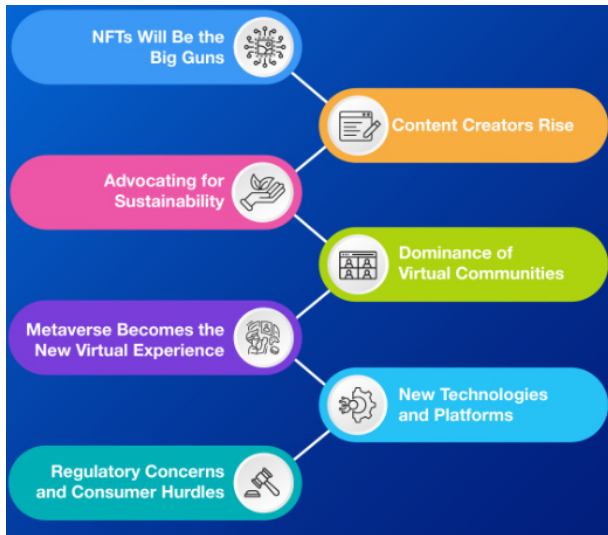 NFTs Will Be the
Big Guns
Content Creators Rise
Advocating for
Sustainability
Dominance of
Virtual Communities
Metaverse Becomes the
New Virtual Experience
New Technologies
and Platforms
Regulatory Concerns
and Consumer Hurdles